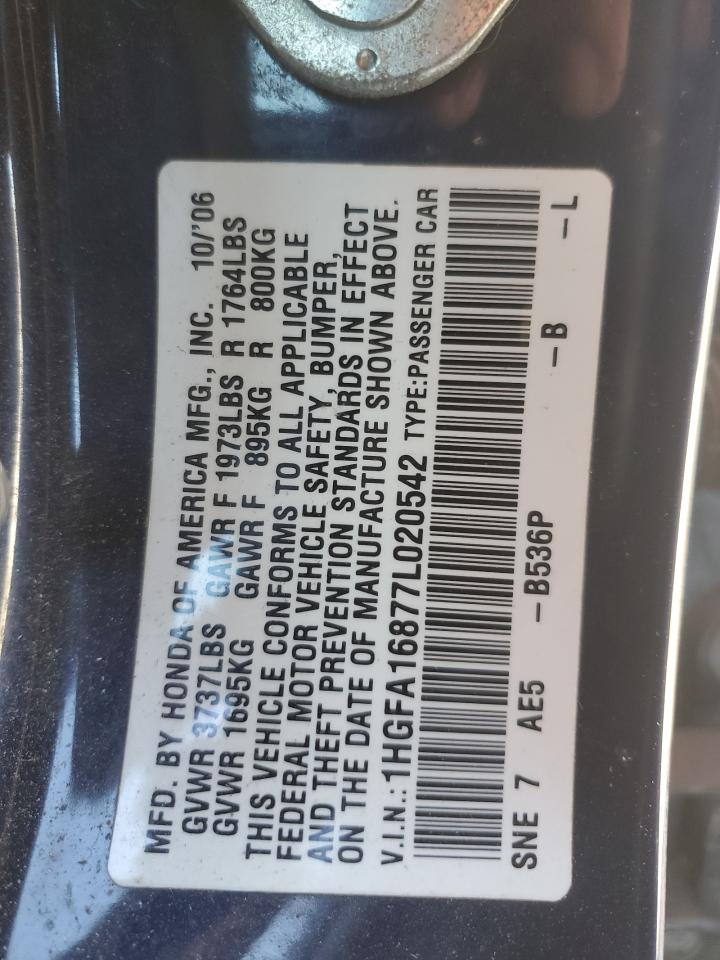 MFD. BY HONDA OF AMERICA MFG., INC. 10/'06
GVWR 3737LBS GAWR F 1973LBS R 1764LBS
GVWR 1695KG GAWR F 895KG R 800KG
THIS VEHICLE CONFORMS TO ALL APPLICABLE
FEDERAL MOTOR VEHICLE SAFETY, BUMPER,
AND THEFT PREVENTION STANDARDS IN EFFECT
ON THE DATE OF MANUFACTURE SHOWN ABOVE.
V.I.N.: 1HGFA16877L020542 TYPE:PASSENGER CAR
SNE 7 AE5 –B536P –B –L